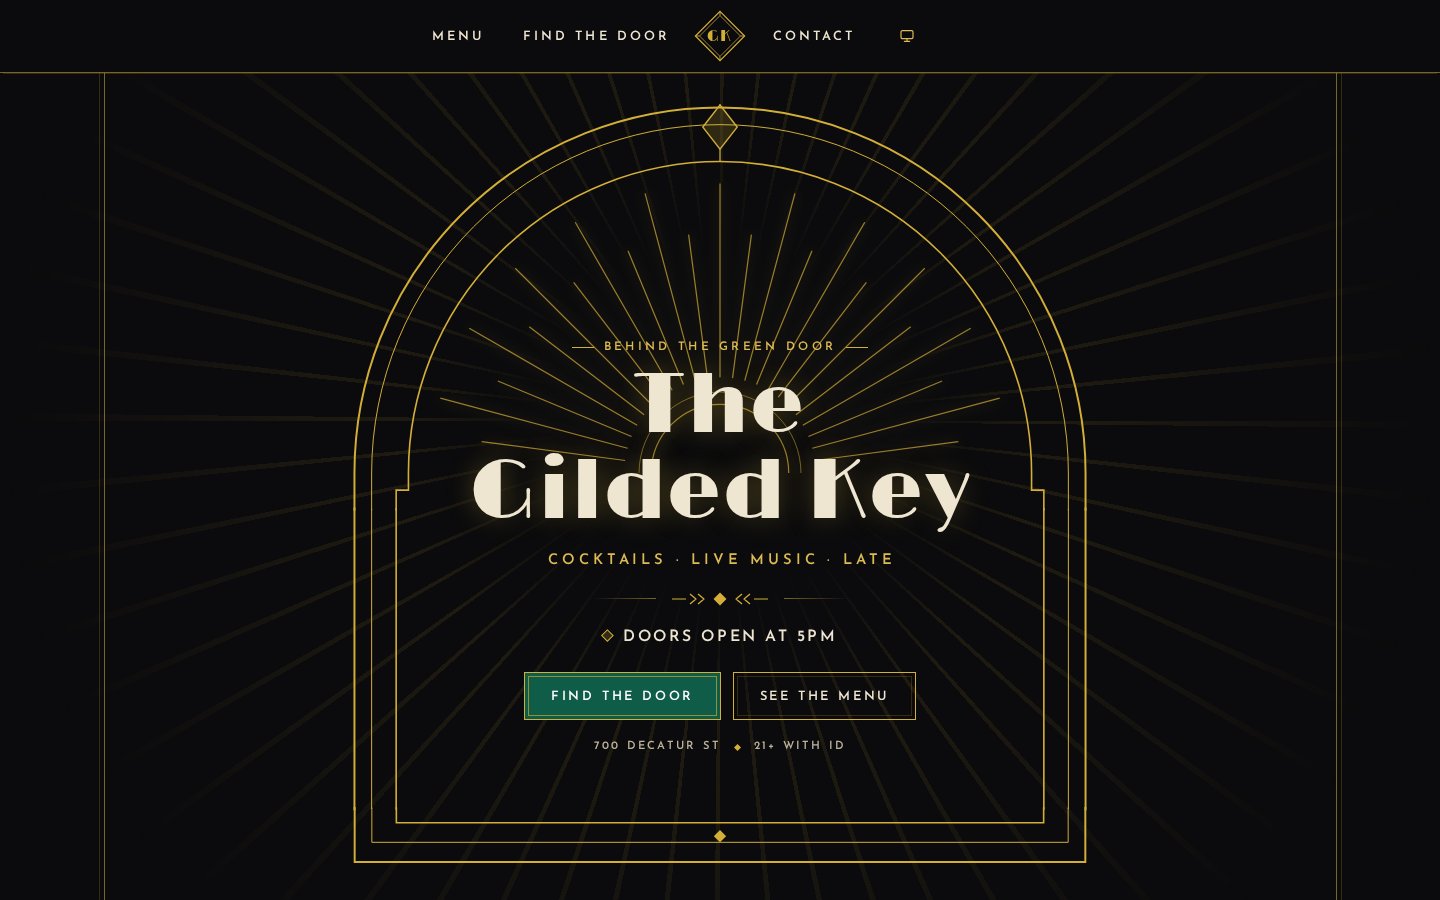 MENU
FIND THE DOOR
GK
CONTACT
BEHIND THE GREEN DOOR
The
Gilded Key
COCKTAILS · LIVE MUSIC · LATE
DOORS OPEN AT 5PM
FIND THE DOOR
SEE THE MENU
700 DECATUR ST ◆ 21+ WITH ID